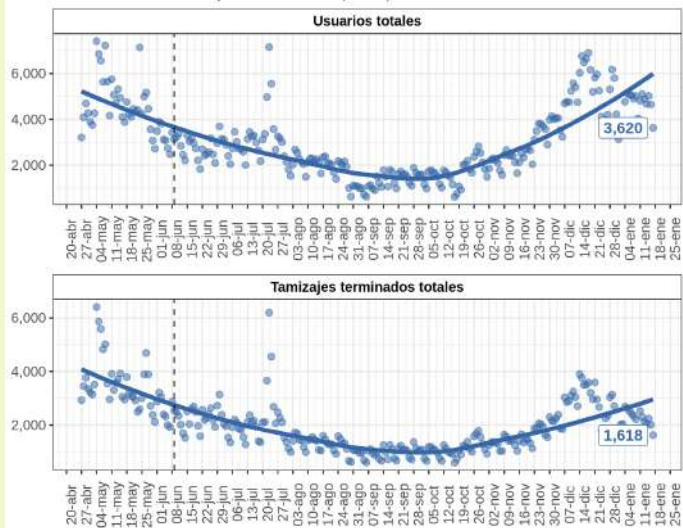 Usuarios totales
6,000
4,000
2,000
3,620
20-abr
27-abr
04-may
11-may
18-may
25-may
01-jun
08-jun
15-jun
22-jun
29-jun
06-jul
13-jul
20-jul
27-jul
03-ago
10-ago
17-ago
24-ago
31-ago
07-sep
14-sep
21-sep
28-sep
05-oct
12-oct
19-oct
26-oct
02-nov
09-nov
16-nov
23-nov
30-nov
07-dic
14-dic
21-dic
28-dic
04-ene
11-ene
18-ene
25-ene
Tamizajes terminados totales
6,000
4,000
2,000
1,618
20-abr
27-abr
04-may
11-may
18-may
25-may
01-jun
08-jun
15-jun
22-jun
29-jun
06-jul
13-jul
20-jul
27-jul
03-ago
10-ago
17-ago
24-ago
31-ago
07-sep
14-sep
21-sep
28-sep
05-oct
12-oct
19-oct
26-oct
02-nov
09-nov
16-nov
23-nov
30-nov
07-dic
14-dic
21-dic
28-dic
04-ene
11-ene
18-ene
25-ene